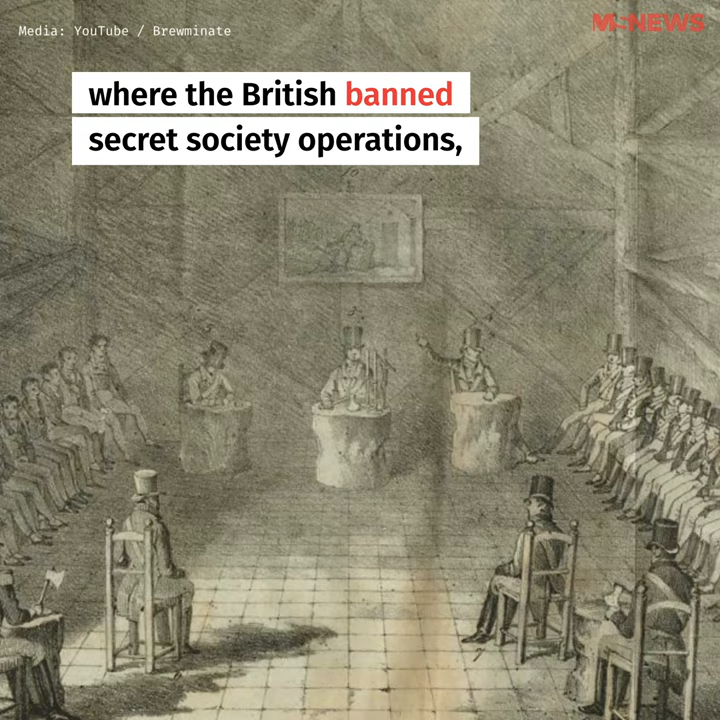 Media: YouTube / Brewminate
M:NEWS
where the British banned
secret society operations,